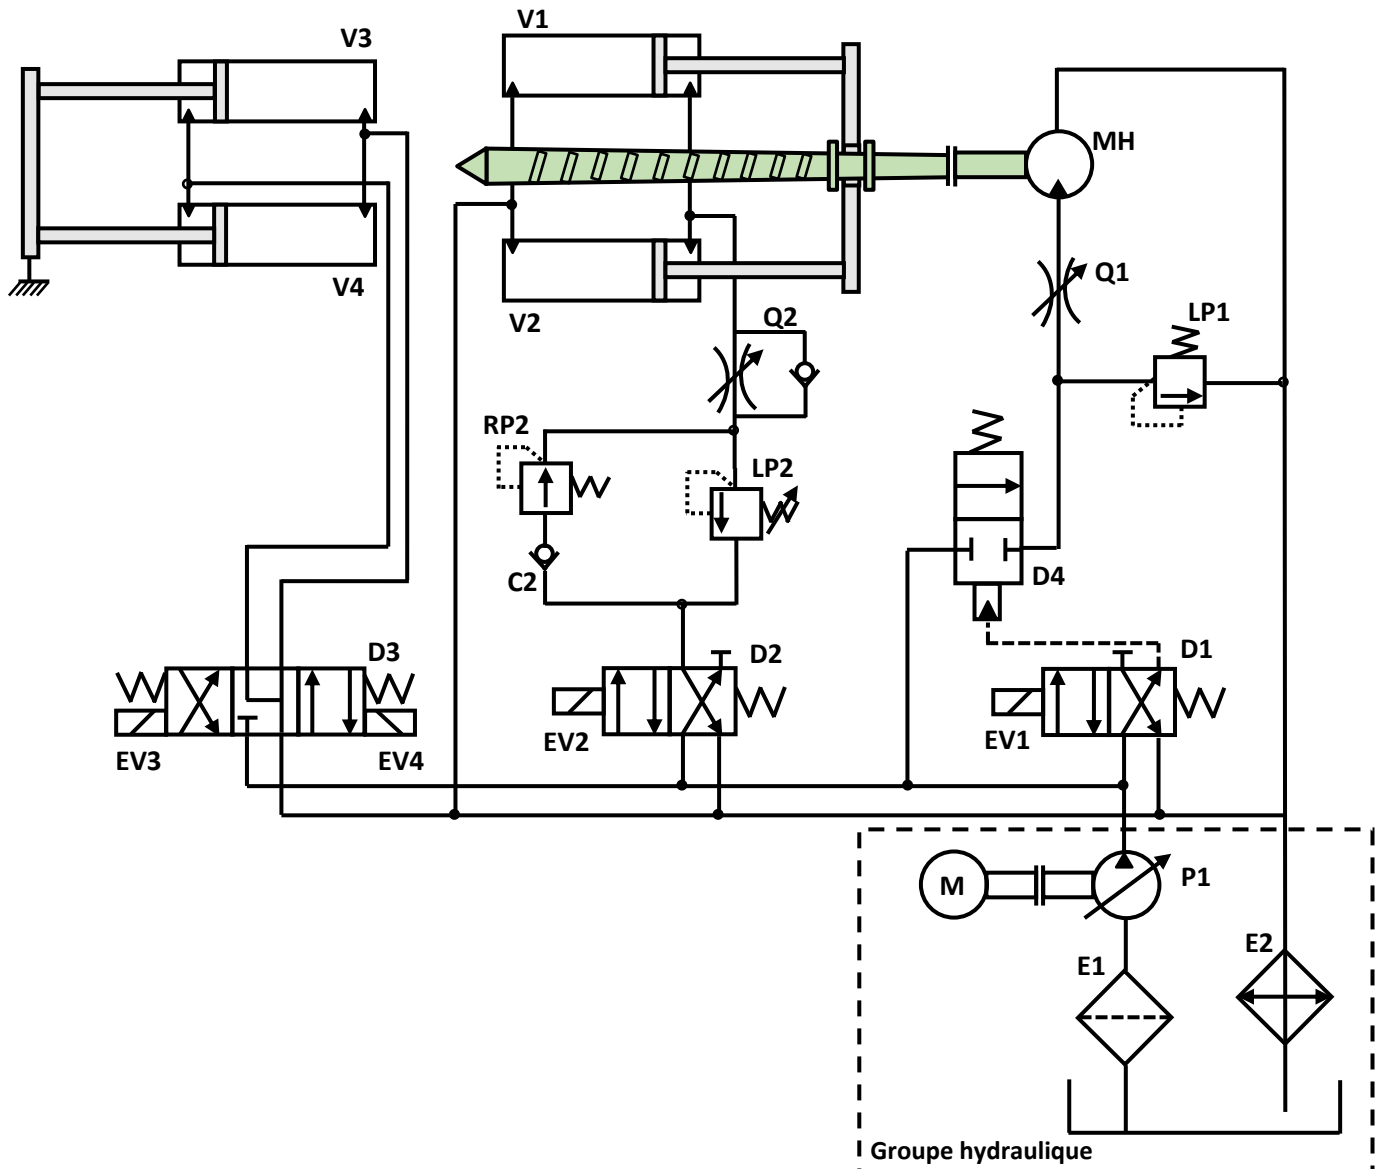 V1
V3
MH
V4
Q1
V2
Q2
LP1
RP2
LP2
C2
D4
D3
D2
D1
EV3
EV4
EV2
EV1
M
P1
E1
E2
Groupe hydraulique